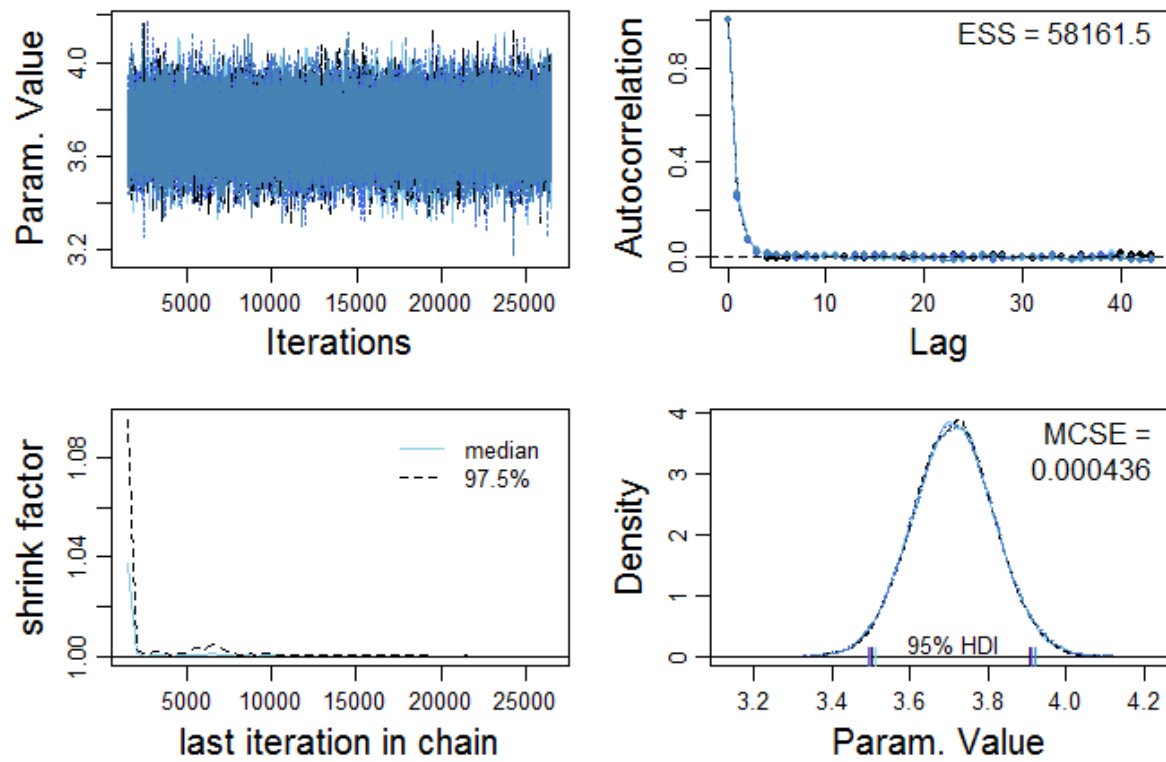 Param. Value
3.2
3.6
4.0
5000 10000 15000 20000 25000
Iterations
ESS = 58161.5
Autocorrelation
0.0
0.4
0.8
0 10 20 30 40
Lag
shrink factor
1.00
1.04
1.08
median
97.5%
5000 10000 15000 20000 25000
last iteration in chain
MCSE =
0.000436
Density
0
1
2
3
4
95% HDI
3.2 3.4 3.6 3.8 4.0 4.2
Param. Value